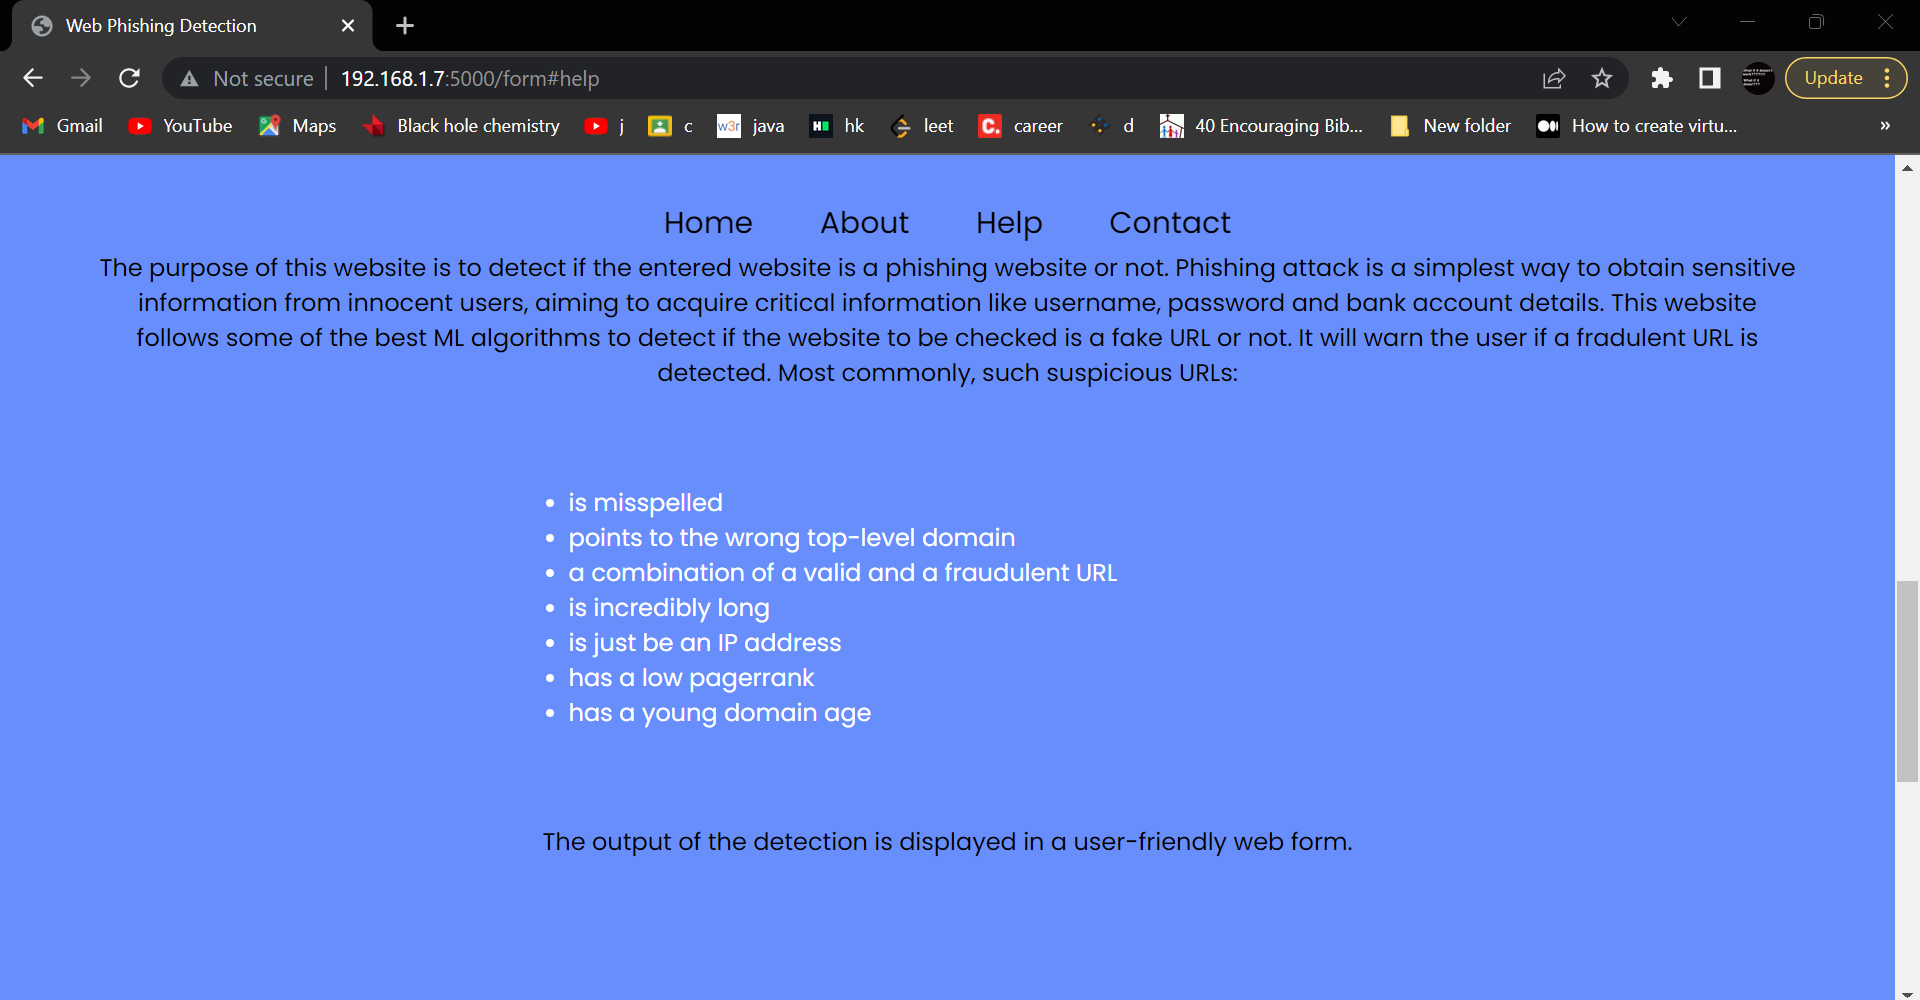 Web Phishing Detection
Not secure 192.168.1.7:5000/form#help
Update
Gmail YouTube Maps Black hole chemistry j c w3r java hk leet C. career d 40 Encouraging Bib... New folder How to create virtu... »
Home About Help Contact
The purpose of this website is to detect if the entered website is a phishing website or not. Phishing attack is a simplest way to obtain sensitive
information from innocent users, aiming to acquire critical information like username, password and bank account details. This website
follows some of the best ML algorithms to detect if the website to be checked is a fake URL or not. It will warn the user if a fradulent URL is
detected. Most commonly, such suspicious URLs:
• is misspelled
• points to the wrong top-level domain
• a combination of a valid and a fraudulent URL
• is incredibly long
• is just be an IP address
• has a low pagerrank
• has a young domain age
The output of the detection is displayed in a user-friendly web form.